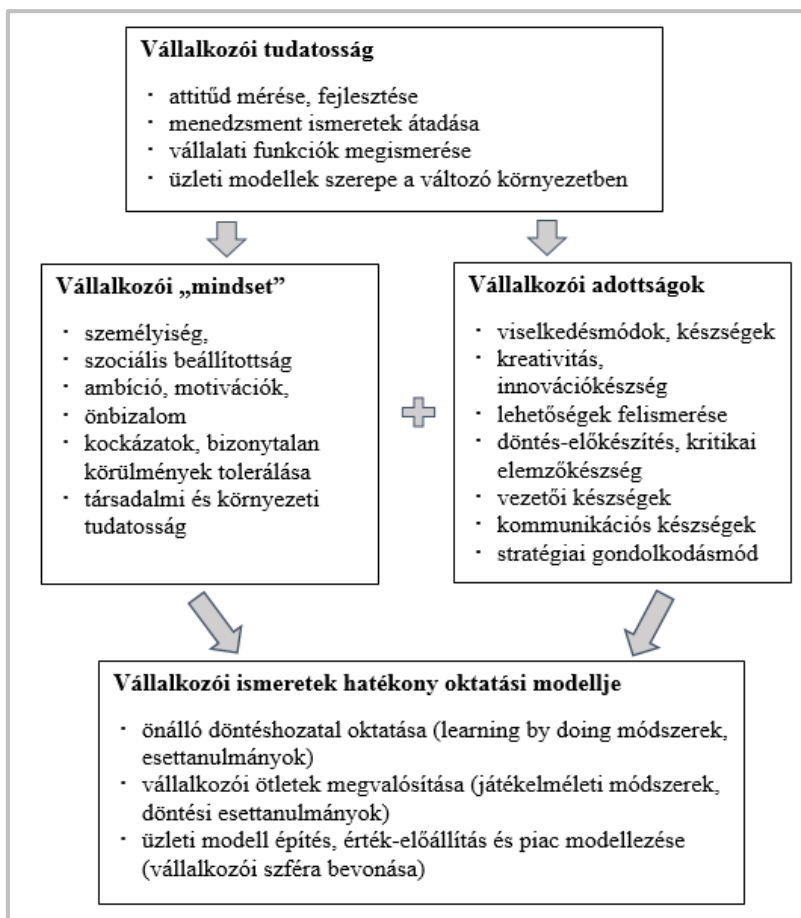 Vállalkozói tudatosság
· attitűd mérése, fejlesztése
· menedzsment ismeretek átadása
· vállalati funkciók megismerése
· üzleti modellek szerepe a változó környezetben
Vállalkozói „mindset”
· személyiség,
· szociális beállítottság
· ambíció, motivációk,
· önbizalom
· kockázatok, bizonytalan
körülmények tolerálása
· társadalmi és környezeti
tudatosság
Vállalkozói adottságok
· viselkedésmódok, készségek
· kreativitás,
innovációkészség
· lehetőségek felismerése
· döntés-előkészítés, kritikai
elemzőkészség
· vezetői készségek
· kommunikációs készségek
· stratégiai gondolkodásmód
Vállalkozói ismeretek hatékony oktatási modellje
· önálló döntéshozatal oktatása (learning by doing módszerek,
esettanulmányok)
· vállalkozói ötletek megvalósítása (játékelméleti módszerek,
döntési esettanulmányok)
· üzleti modell építés, érték-előállítás és piac modellezése
(vállalkozói szféra bevonása)